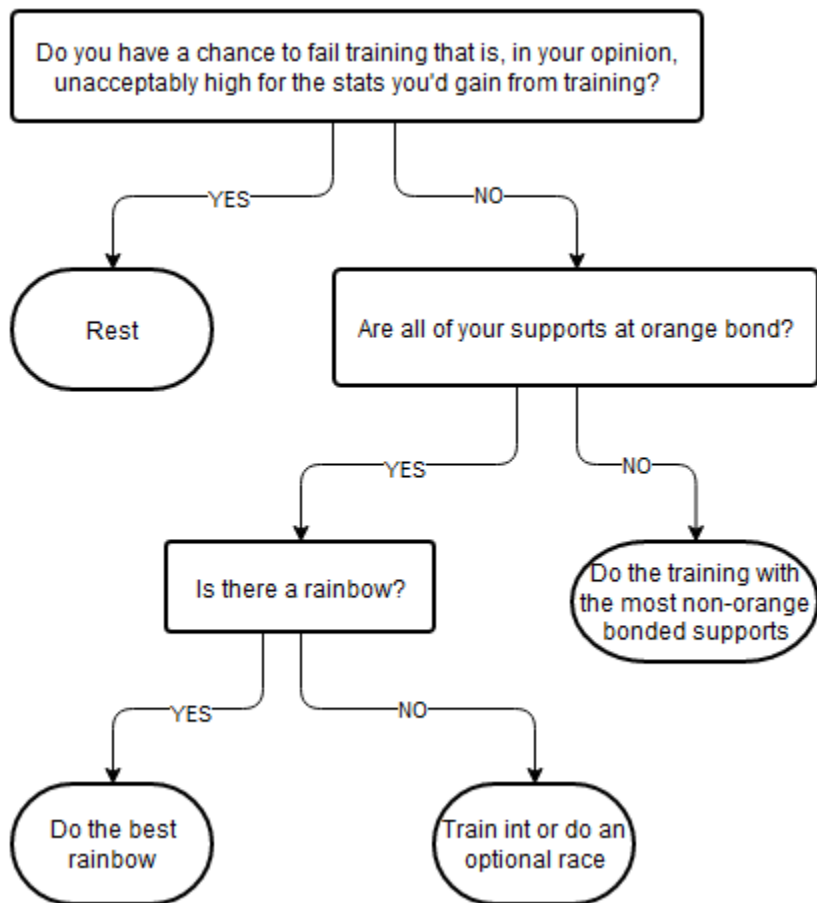 Do you have a chance to fail training that is, in your opinion,
unacceptably high for the stats you'd gain from training?
YES
NO
Rest
Are all of your supports at orange bond?
YES
NO
Is there a rainbow?
Do the training with
the most non-orange
bonded supports
YES
NO
Do the best
rainbow
Train int or do an
optional race